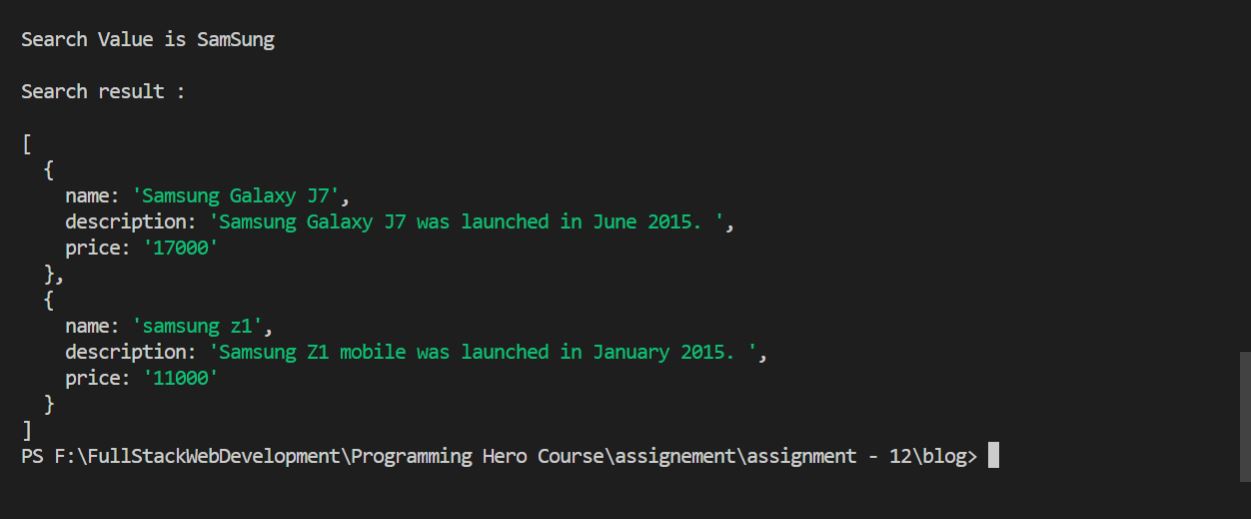 Search Value is SamSung
Search result :
[
{
name: 'Samsung Galaxy J7',
description: 'Samsung Galaxy J7 was launched in June 2015. ',
price: '17000'
},
{
name: 'samsung z1',
description: 'Samsung Z1 mobile was launched in January 2015. ',
price: '11000'
}
]
PS F:\FullStackWebDevelopment\Programming Hero Course\assignement\assignment - 12\blog>